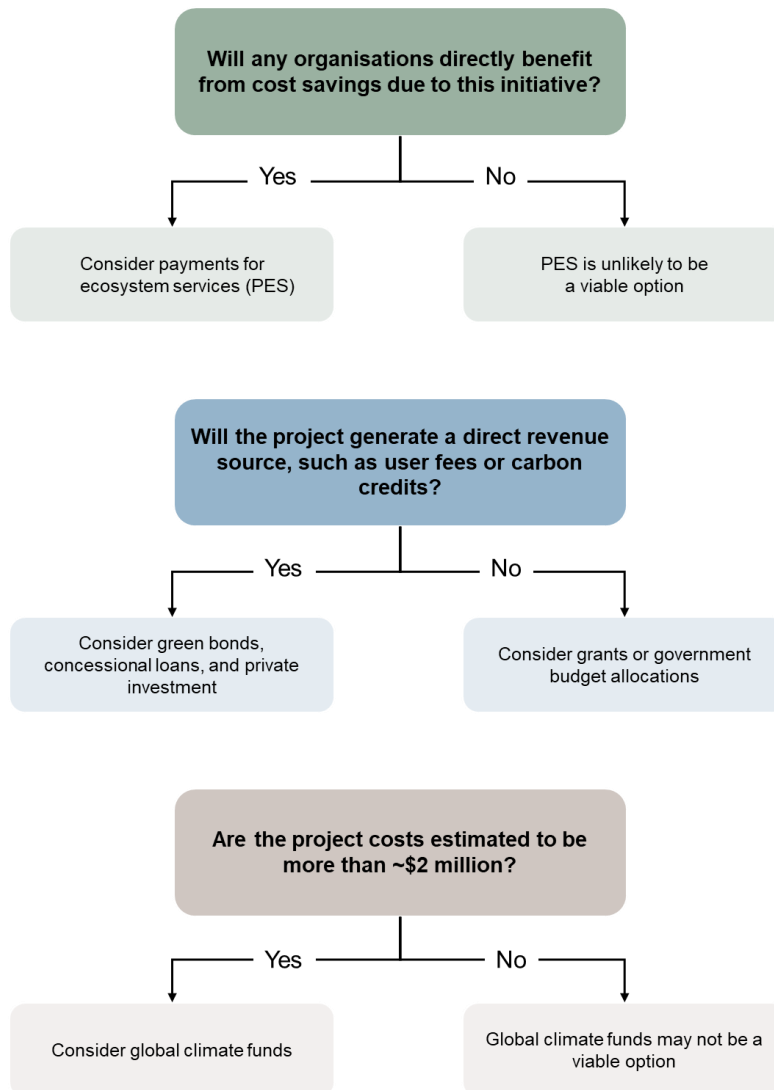 Will any organisations directly benefit
from cost savings due to this initiative?
Yes
No
Consider payments for
ecosystem services (PES)
PES is unlikely to be
a viable option
Will the project generate a direct revenue
source, such as user fees or carbon
credits?
Yes
No
Consider green bonds,
concessional loans, and private
investment
Consider grants or government
budget allocations
Are the project costs estimated to be
more than ~$2 million?
Yes
No
Consider global climate funds
Global climate funds may not be a
viable option